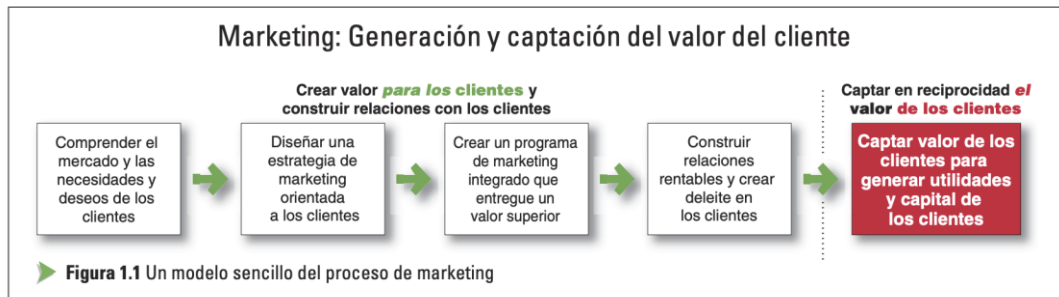 Marketing: Generación y captación del valor del cliente
Crear valor para los clientes y
construir relaciones con los clientes
Captar en reciprocidad el
valor de los clientes
Comprender el
mercado y las
necesidades y
deseos de los
clientes
Diseñar una
estrategia de
marketing
orientada
a los clientes
Crear un programa
de marketing
integrado que
entregue un
valor superior
Construir
relaciones
rentables y crear
deleite en
los clientes
Captar valor de los
clientes para
generar utilidades
y capital de
los clientes
Figura 1.1 Un modelo sencillo del proceso de marketing